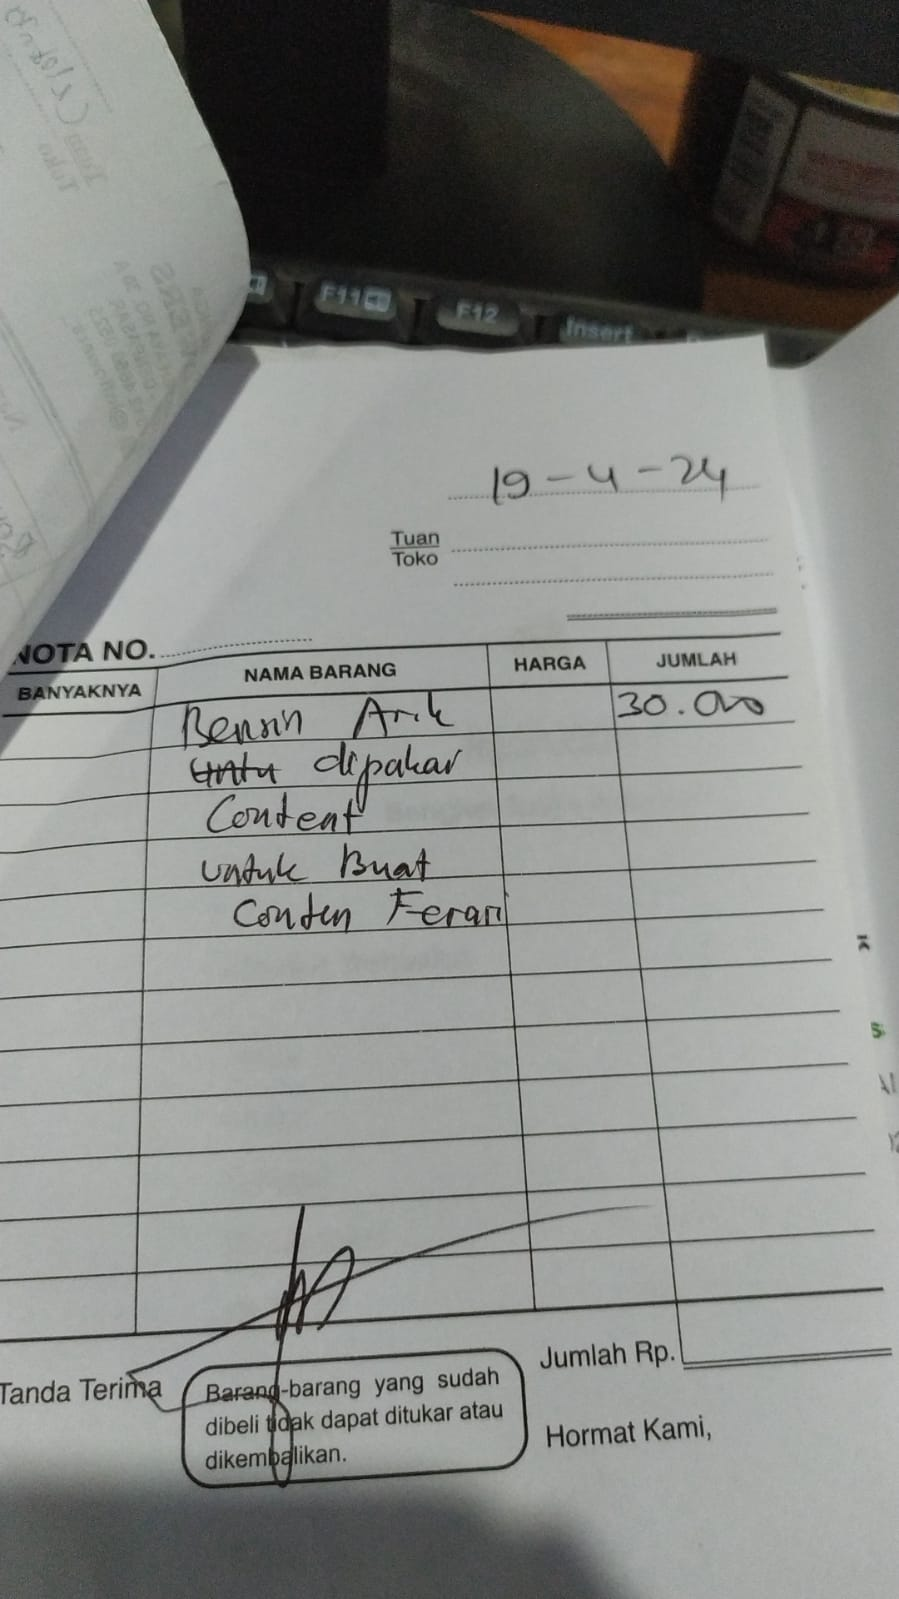 F11
F12
Insert
19-4-24
Tuan
Toko
NOTA NO.
BANYAKNYA NAMA BARANG HARGA JUMLAH
Bensin Arik 30.000
untu dipakai
Content
untuk Buat
Conten Ferari
Tanda Terima
Barang-barang yang sudah
dibeli tidak dapat ditukar atau
dikembalikan.
Jumlah Rp.
Hormat Kami,